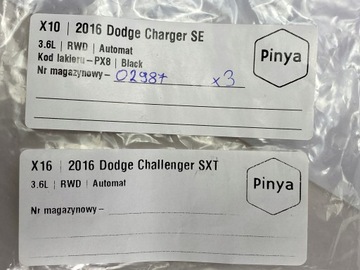 X10 | 2016 Dodge Charger SE
3.6L | RWD | Automat
Kod lakieru – PX8 | Black
Nr magazynowy – 02987 x3
Pinya
X16 | 2016 Dodge Challenger SXT
3.6L | RWD | Automat
Nr magazynowy –
Pinya